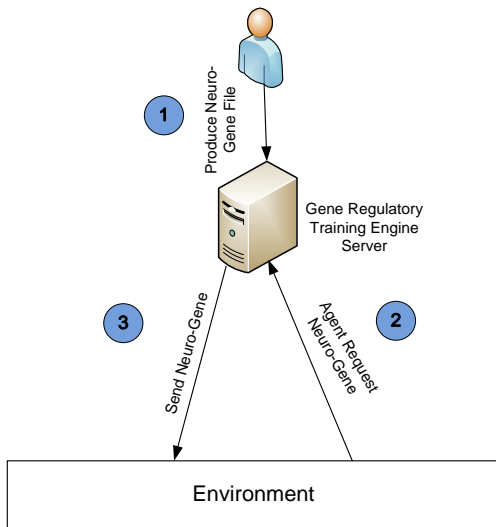 1
Produce Neuro-
Gene File
Gene Regulatory
Training Engine
Server
3
Send Neuro-Gene
Agent Request
Neuro-Gene
2
Environment